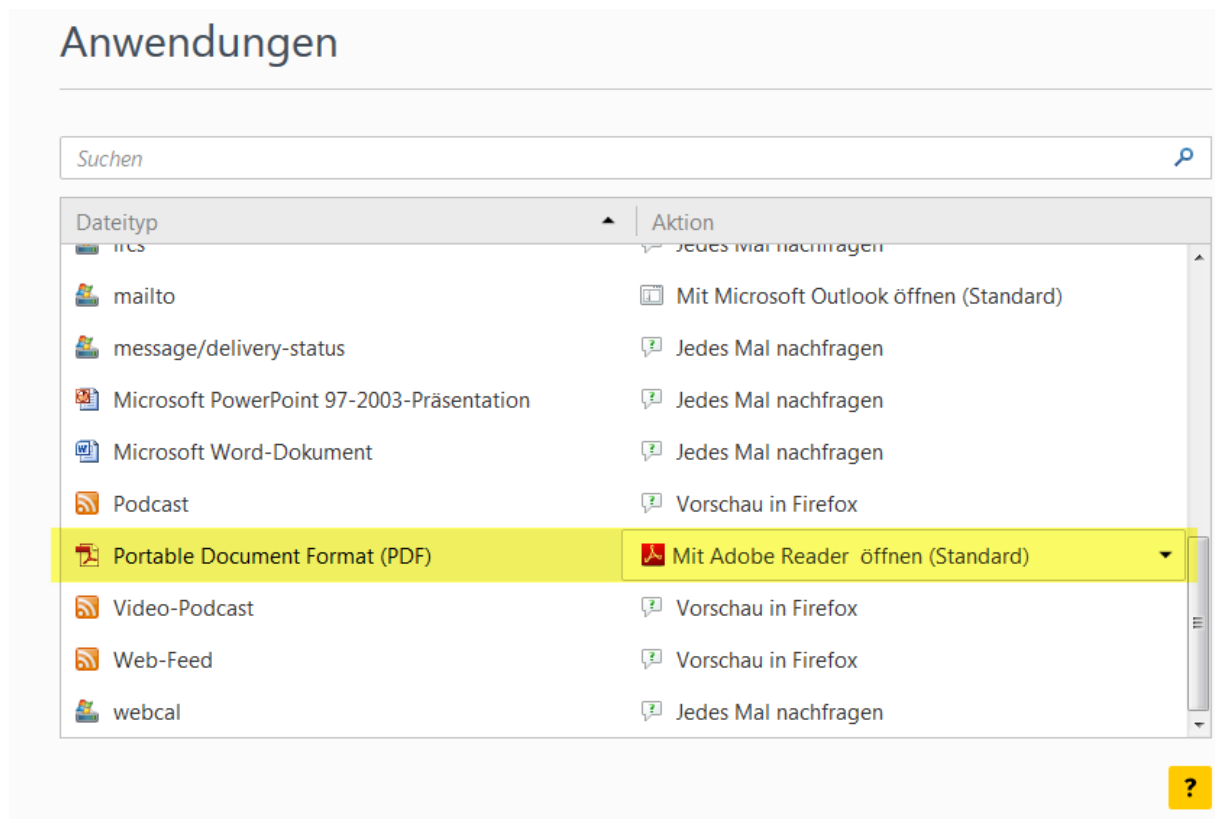 Anwendungen
Suchen
Dateityp Aktion
ircs Jedes Mal nachfragen
mailto Mit Microsoft Outlook öffnen (Standard)
message/delivery-status Jedes Mal nachfragen
Microsoft PowerPoint 97-2003-Präsentation Jedes Mal nachfragen
Microsoft Word-Dokument Jedes Mal nachfragen
Podcast Vorschau in Firefox
Portable Document Format (PDF) Mit Adobe Reader öffnen (Standard)
Video-Podcast Vorschau in Firefox
Web-Feed Vorschau in Firefox
webcal Jedes Mal nachfragen
?